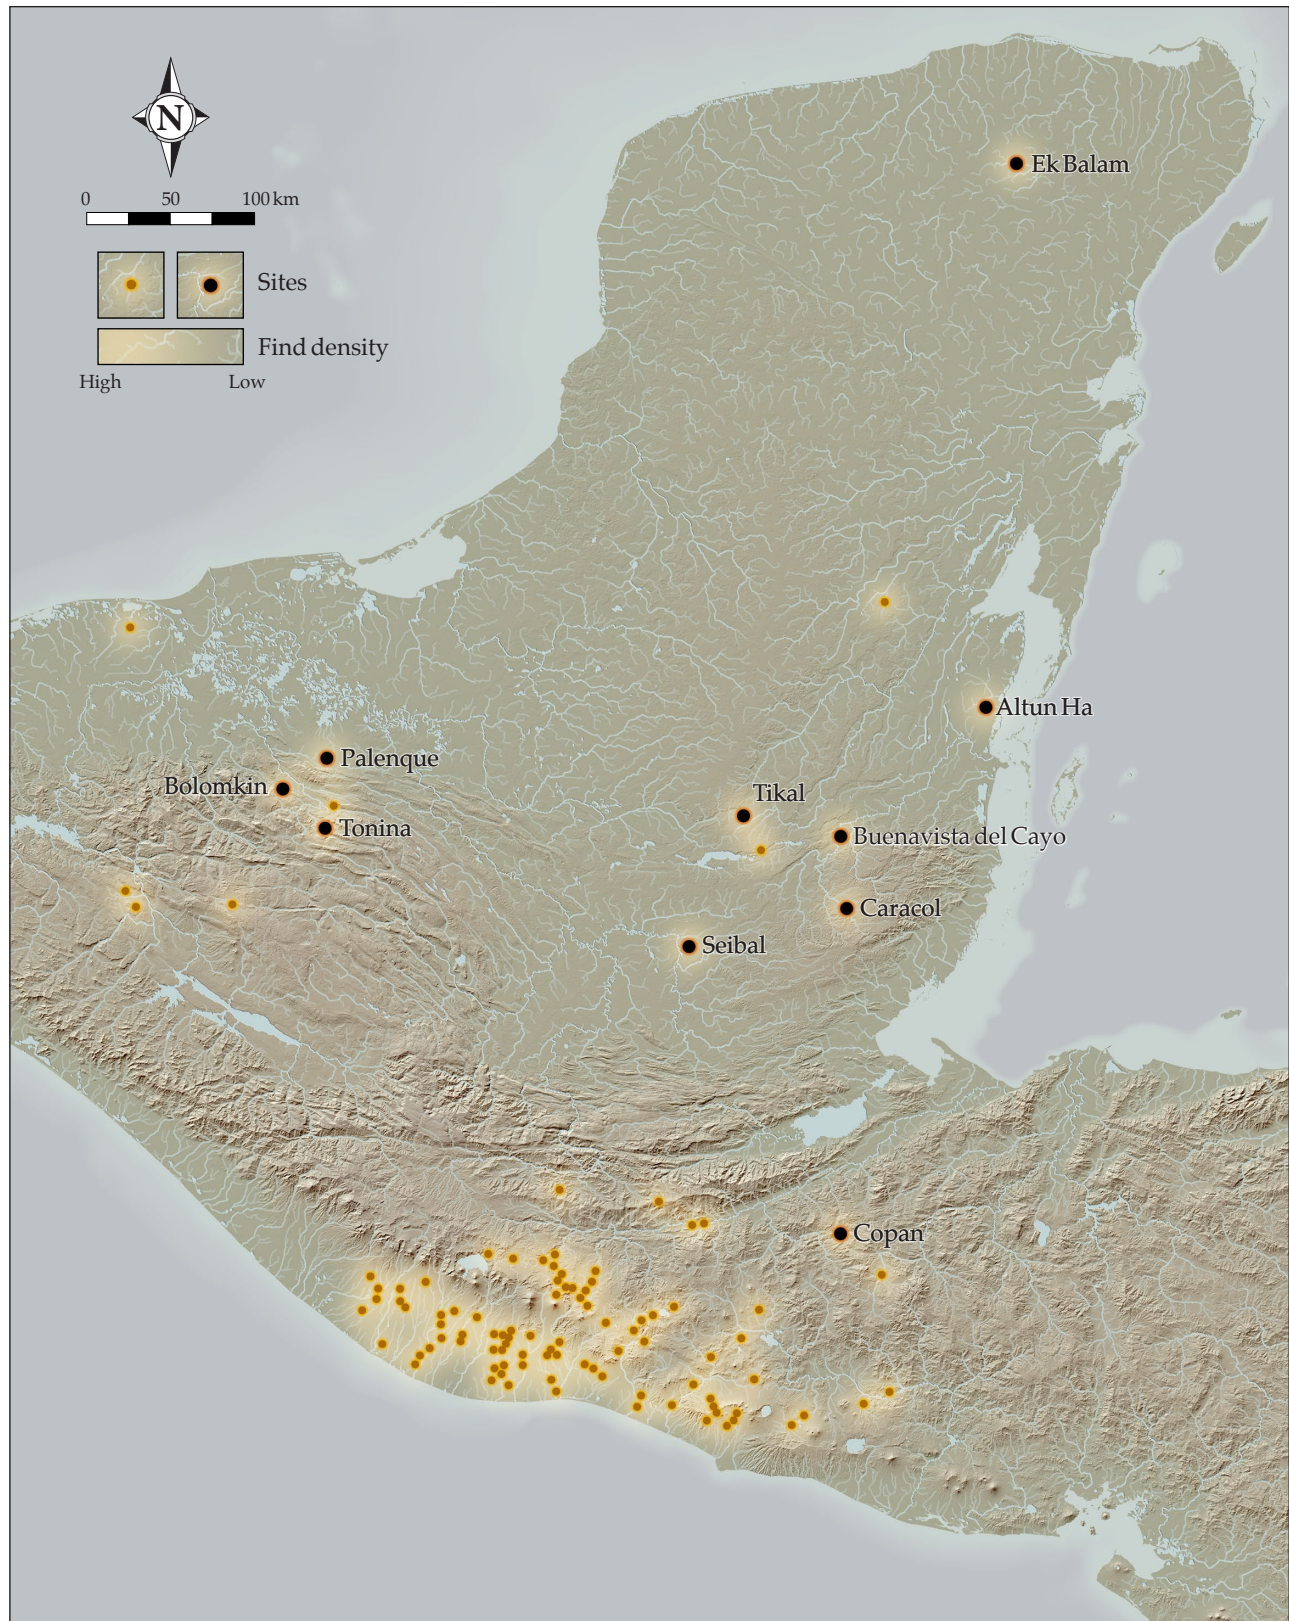 N
0 50 100 km
Sites
Find density
High Low
Ek Balam
Altun Ha
Palenque
Bolomkin
Tonina
Tikal
Buenavista del Cayo
Caracol
Seibal
Copan